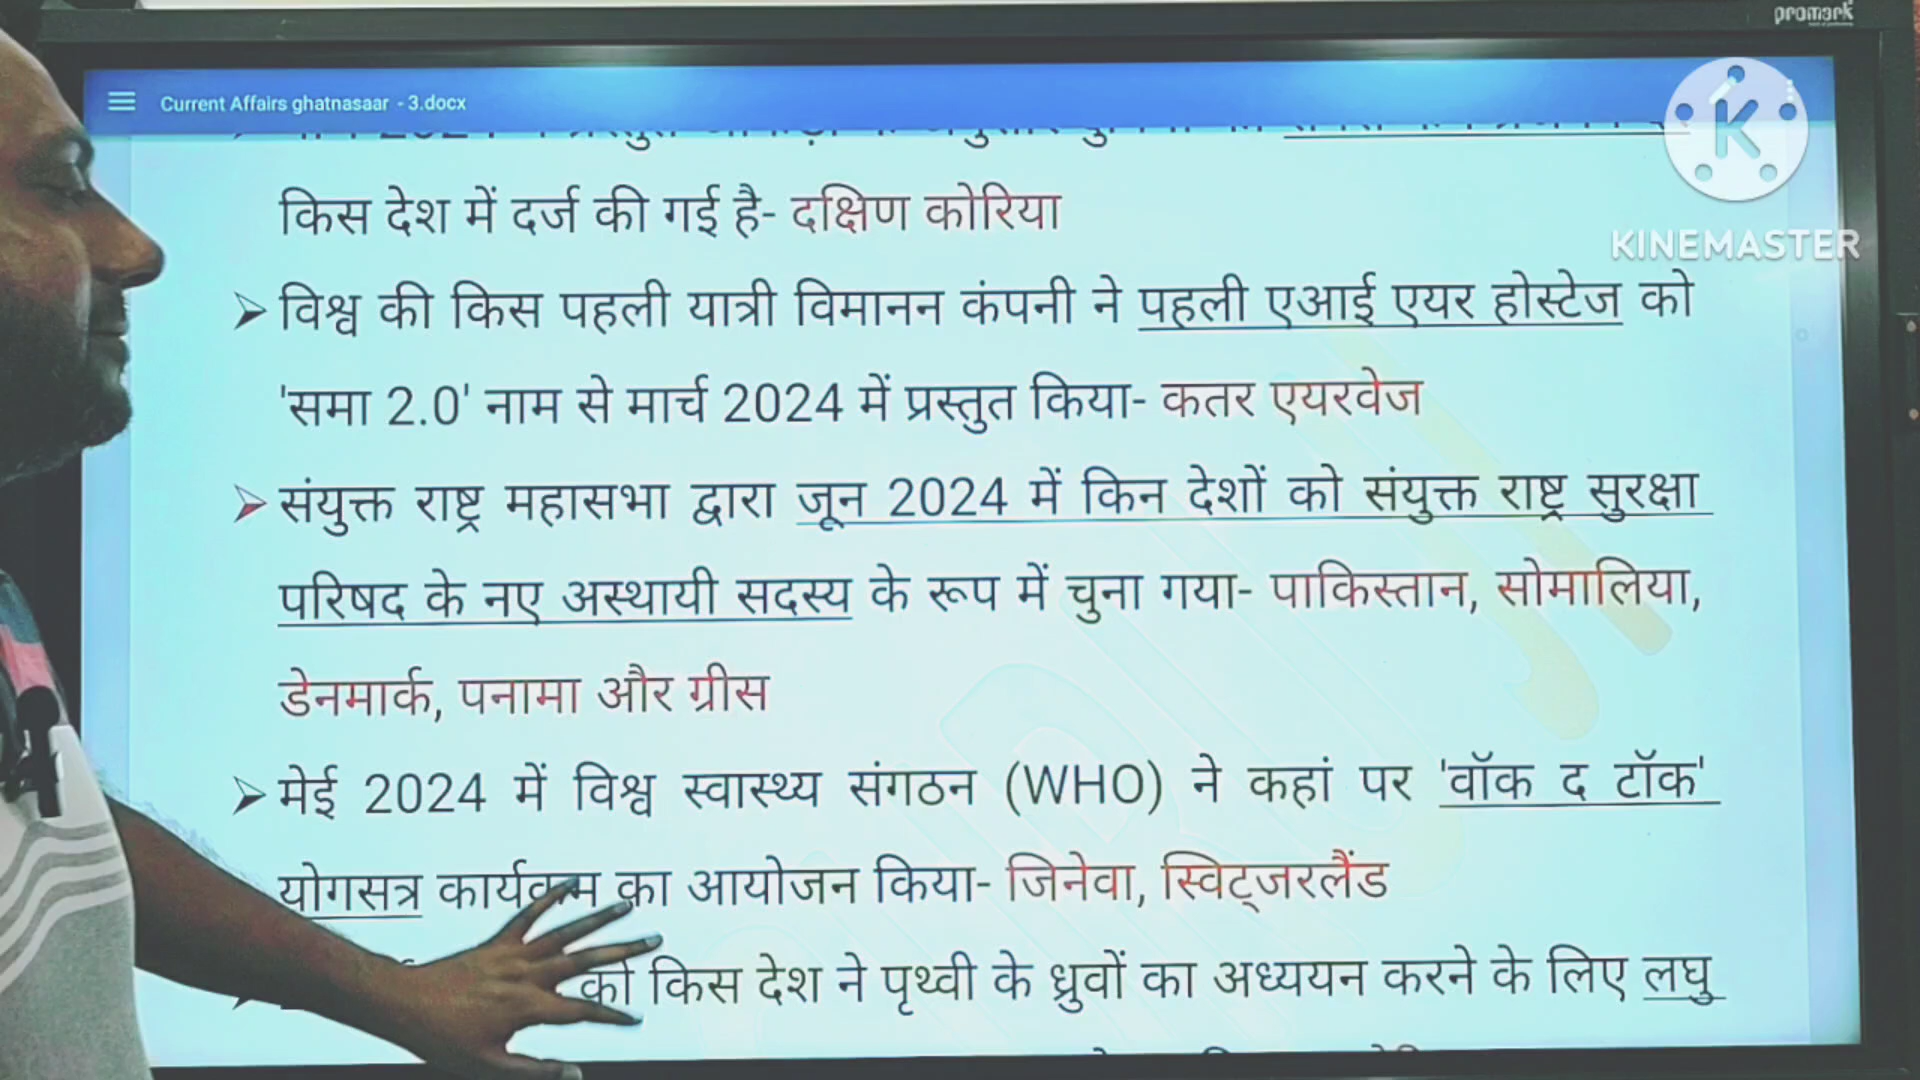 promark
Current Affairs ghatnasaar - 3.docx
KINEMASTER
किस देश में दर्ज की गई है- दक्षिण कोरिया
➢ विश्व की किस पहली यात्री विमानन कंपनी ने पहली एआई एयर होस्टेज को
'समा 2.0' नाम से मार्च 2024 में प्रस्तुत किया- कतर एयरवेज
➢ संयुक्त राष्ट्र महासभा द्वारा जून 2024 में किन देशों को संयुक्त राष्ट्र सुरक्षा
परिषद के नए अस्थायी सदस्य के रूप में चुना गया- पाकिस्तान, सोमालिया,
डेनमार्क, पनामा और ग्रीस
➢ मेई 2024 में विश्व स्वास्थ्य संगठन (WHO) ने कहां पर 'वॉक द टॉक'
योगसत्र कार्यक्रम का आयोजन किया- जिनेवा, स्विट्जरलैंड
को किस देश ने पृथ्वी के ध्रुवों का अध्ययन करने के लिए लघु